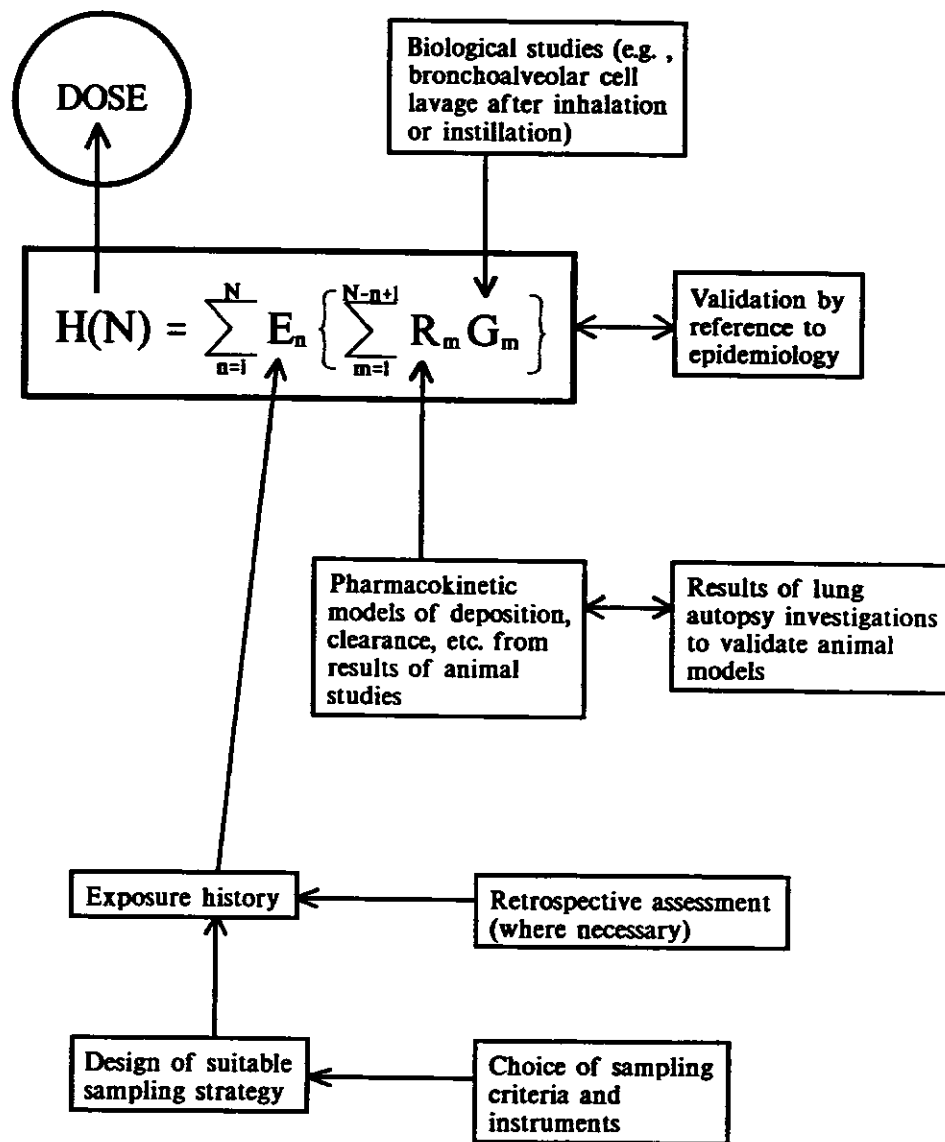 DOSE
Biological studies (e.g. ,
bronchoalveolar cell
lavage after inhalation
or instillation)
H(N) = \sum_{n=1}^{N} E_n { \sum_{m=1}^{N-n+1} R_m G_m }
Validation by
reference to
epidemiology
Pharmacokinetic
models of deposition,
clearance, etc. from
results of animal
studies
Results of lung
autopsy investigations
to validate animal
models
Exposure history
Retrospective assessment
(where necessary)
Design of suitable
sampling strategy
Choice of sampling
criteria and
instruments